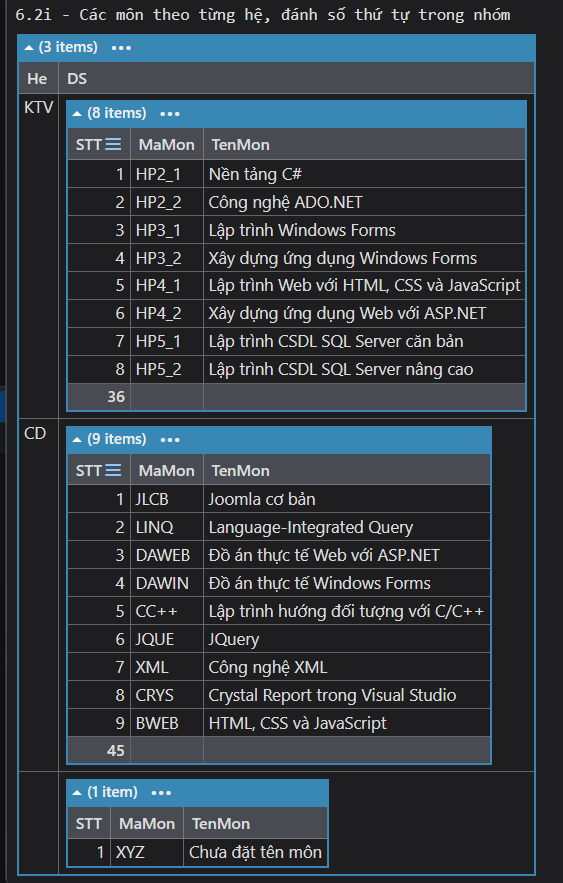 6.2i - Các môn theo từng hệ, đánh số thứ tự trong nhóm
(3 items) •••
He DS
KTV
(8 items) •••
STT MaMon TenMon
1 HP2_1 Nền tảng C#
2 HP2_2 Công nghệ ADO.NET
3 HP3_1 Lập trình Windows Forms
4 HP3_2 Xây dựng ứng dụng Windows Forms
5 HP4_1 Lập trình Web với HTML, CSS và JavaScript
6 HP4_2 Xây dựng ứng dụng Web với ASP.NET
7 HP5_1 Lập trình CSDL SQL Server căn bản
8 HP5_2 Lập trình CSDL SQL Server nâng cao
36
CD
(9 items) •••
STT MaMon TenMon
1 JLCB Joomla cơ bản
2 LINQ Language-Integrated Query
3 DAWEB Đồ án thực tế Web với ASP.NET
4 DAWIN Đồ án thực tế Windows Forms
5 CC++ Lập trình hướng đối tượng với C/C++
6 JQUE JQuery
7 XML Công nghệ XML
8 CRYS Crystal Report trong Visual Studio
9 BWEB HTML, CSS và JavaScript
45
(1 item) •••
STT MaMon TenMon
1 XYZ Chưa đặt tên môn